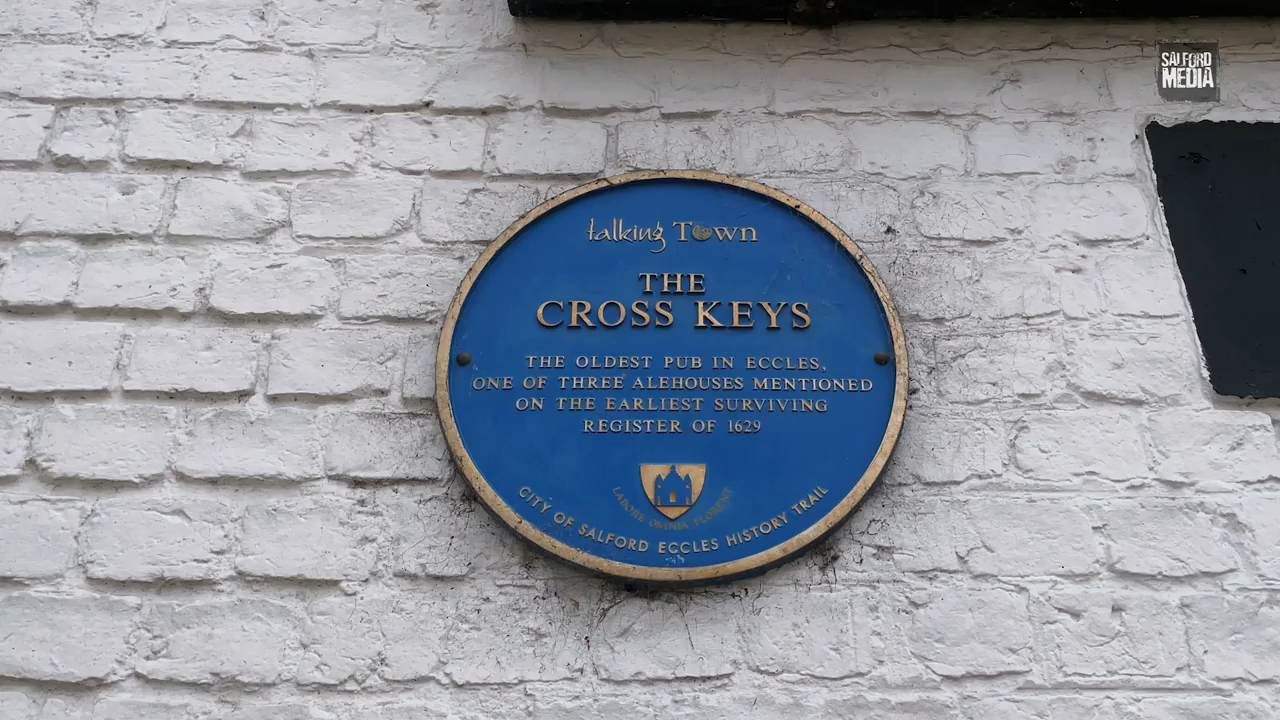 SALFORD
MEDIA
talking Town
THE
CROSS KEYS
THE OLDEST PUB IN ECCLES,
ONE OF THREE ALEHOUSES MENTIONED
ON THE EARLIEST SURVIVING
REGISTER OF 1629
LABORE OMNIA FLORENT
CITY OF SALFORD ECCLES HISTORY TRAIL